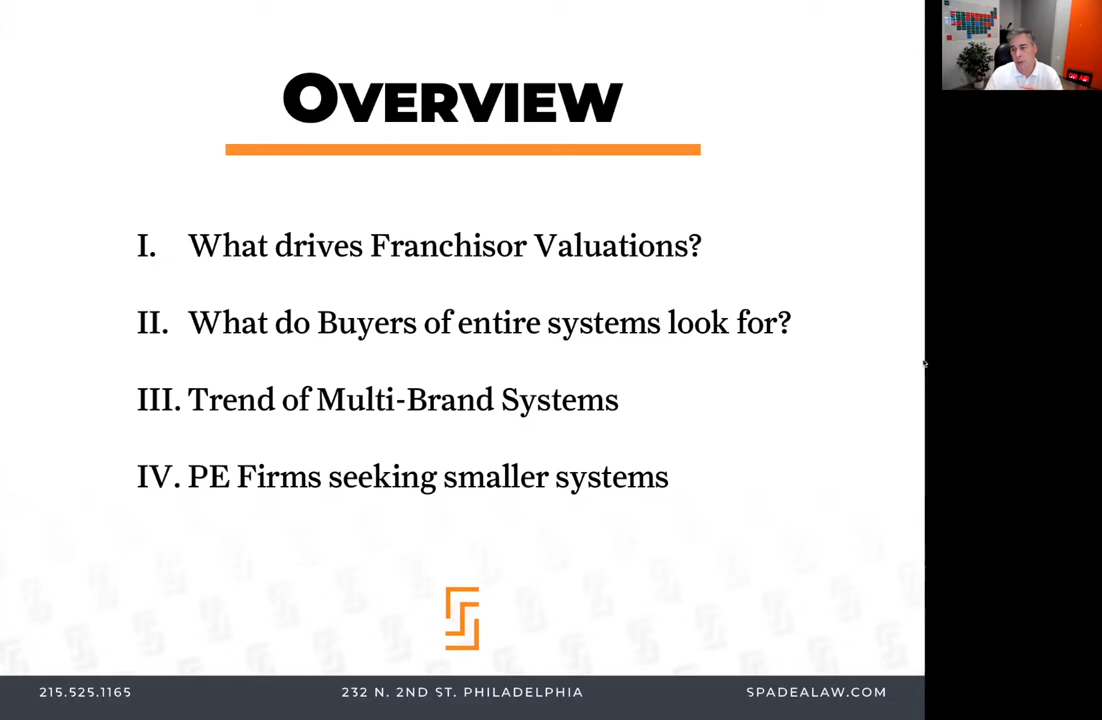 OVERVIEW
I. What drives Franchisor Valuations?
II. What do Buyers of entire systems look for?
III. Trend of Multi-Brand Systems
IV. PE Firms seeking smaller systems
215.525.1165
232 N. 2ND ST. PHILADELPHIA
SPADEALAW.COM